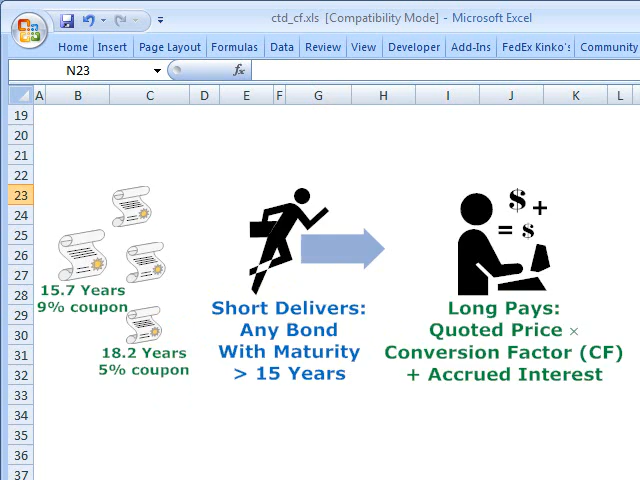 ctd_cf.xls [Compatibility Mode] - Microsoft Excel
Home Insert Page Layout Formulas Data Review View Developer Add-Ins FedEx Kinko's Community
N23 fx
A B C D E F G H I J K L
19
20
21
22
23
24
25
26
27
28
29
30
31
32
33
34
35
36
37
$ +
= $
15.7 Years
9% coupon
18.2 Years
5% coupon
Short Delivers:
Any Bond
With Maturity
> 15 Years
Long Pays:
Quoted Price ×
Conversion Factor (CF)
+ Accrued Interest